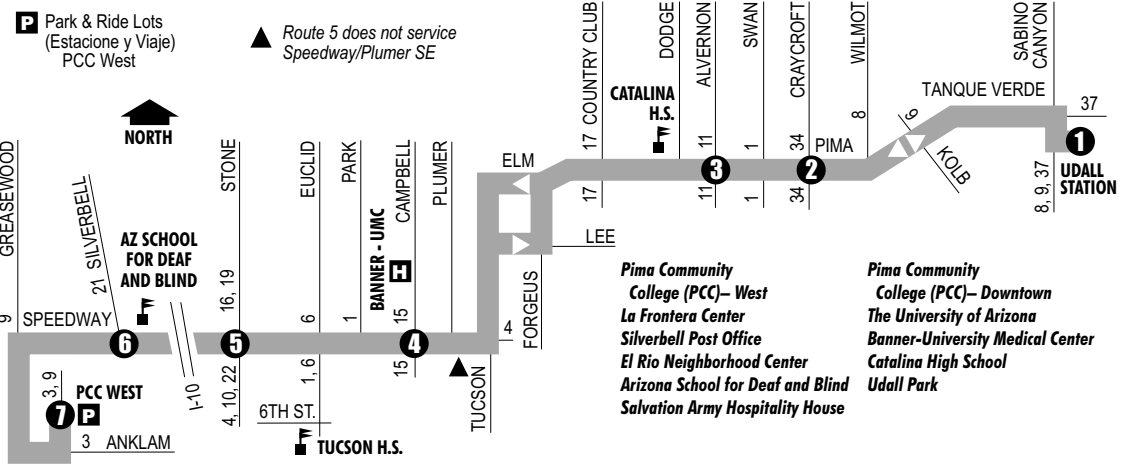 P Park & Ride Lots
(Estacione y Viaje)
PCC West
Route 5 does not service
Speedway/Plumer SE
NORTH
GREASEWOOD
9
SPEEDWAY
21 SILVERBELL
AZ SCHOOL
FOR DEAF
AND BLIND
6
I-10
STONE
16, 19
5
4, 10, 22
EUCLID
6
1, 6
6TH ST.
TUCSON H.S.
PARK
1
BANNER - UMC
H
CAMPBELL
15
4
15
PLUMER
TUCSON
4
FORGEUS
ELM
LEE
3, 9
PCC WEST
7 P
3 ANKLAM
17 COUNTRY CLUB
17
CATALINA
H.S.
DODGE
ALVERNON
11
3
11
SWAN
1
1
CRAYCROFT
34
2
34
PIMA
WILMOT
8
9
KOLB
TANQUE VERDE
SABINO
CANYON
37
1
UDALL
STATION
8, 9, 37
Pima Community
College (PCC)– West
La Frontera Center
Silverbell Post Office
El Rio Neighborhood Center
Arizona School for Deaf and Blind
Salvation Army Hospitality House
Pima Community
College (PCC)– Downtown
The University of Arizona
Banner-University Medical Center
Catalina High School
Udall Park